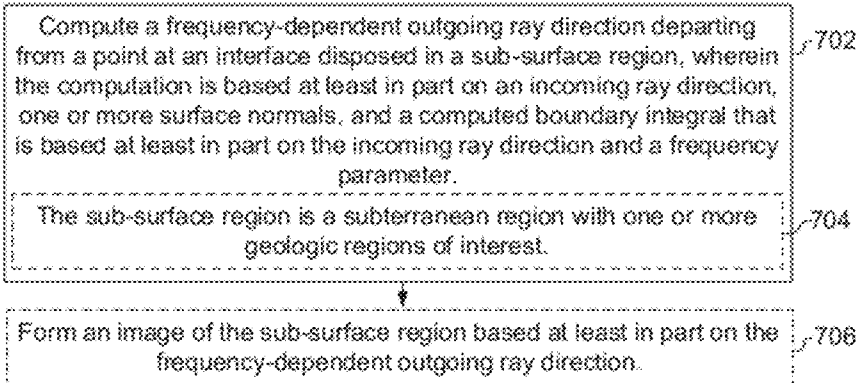 Compute a frequency-dependent outgoing ray direction departing
from a point at an interface disposed in a sub-surface region, wherein
the computation is based at least in part on an incoming ray direction,
one or more surface normals, and a computed boundary integral that
is based at least in part on the incoming ray direction and a frequency
parameter.
702
The sub-surface region is a subterranean region with one or more
geologic regions of interest.
704
Form an image of the sub-surface region based at least in part on the
frequency-dependent outgoing ray direction.
706